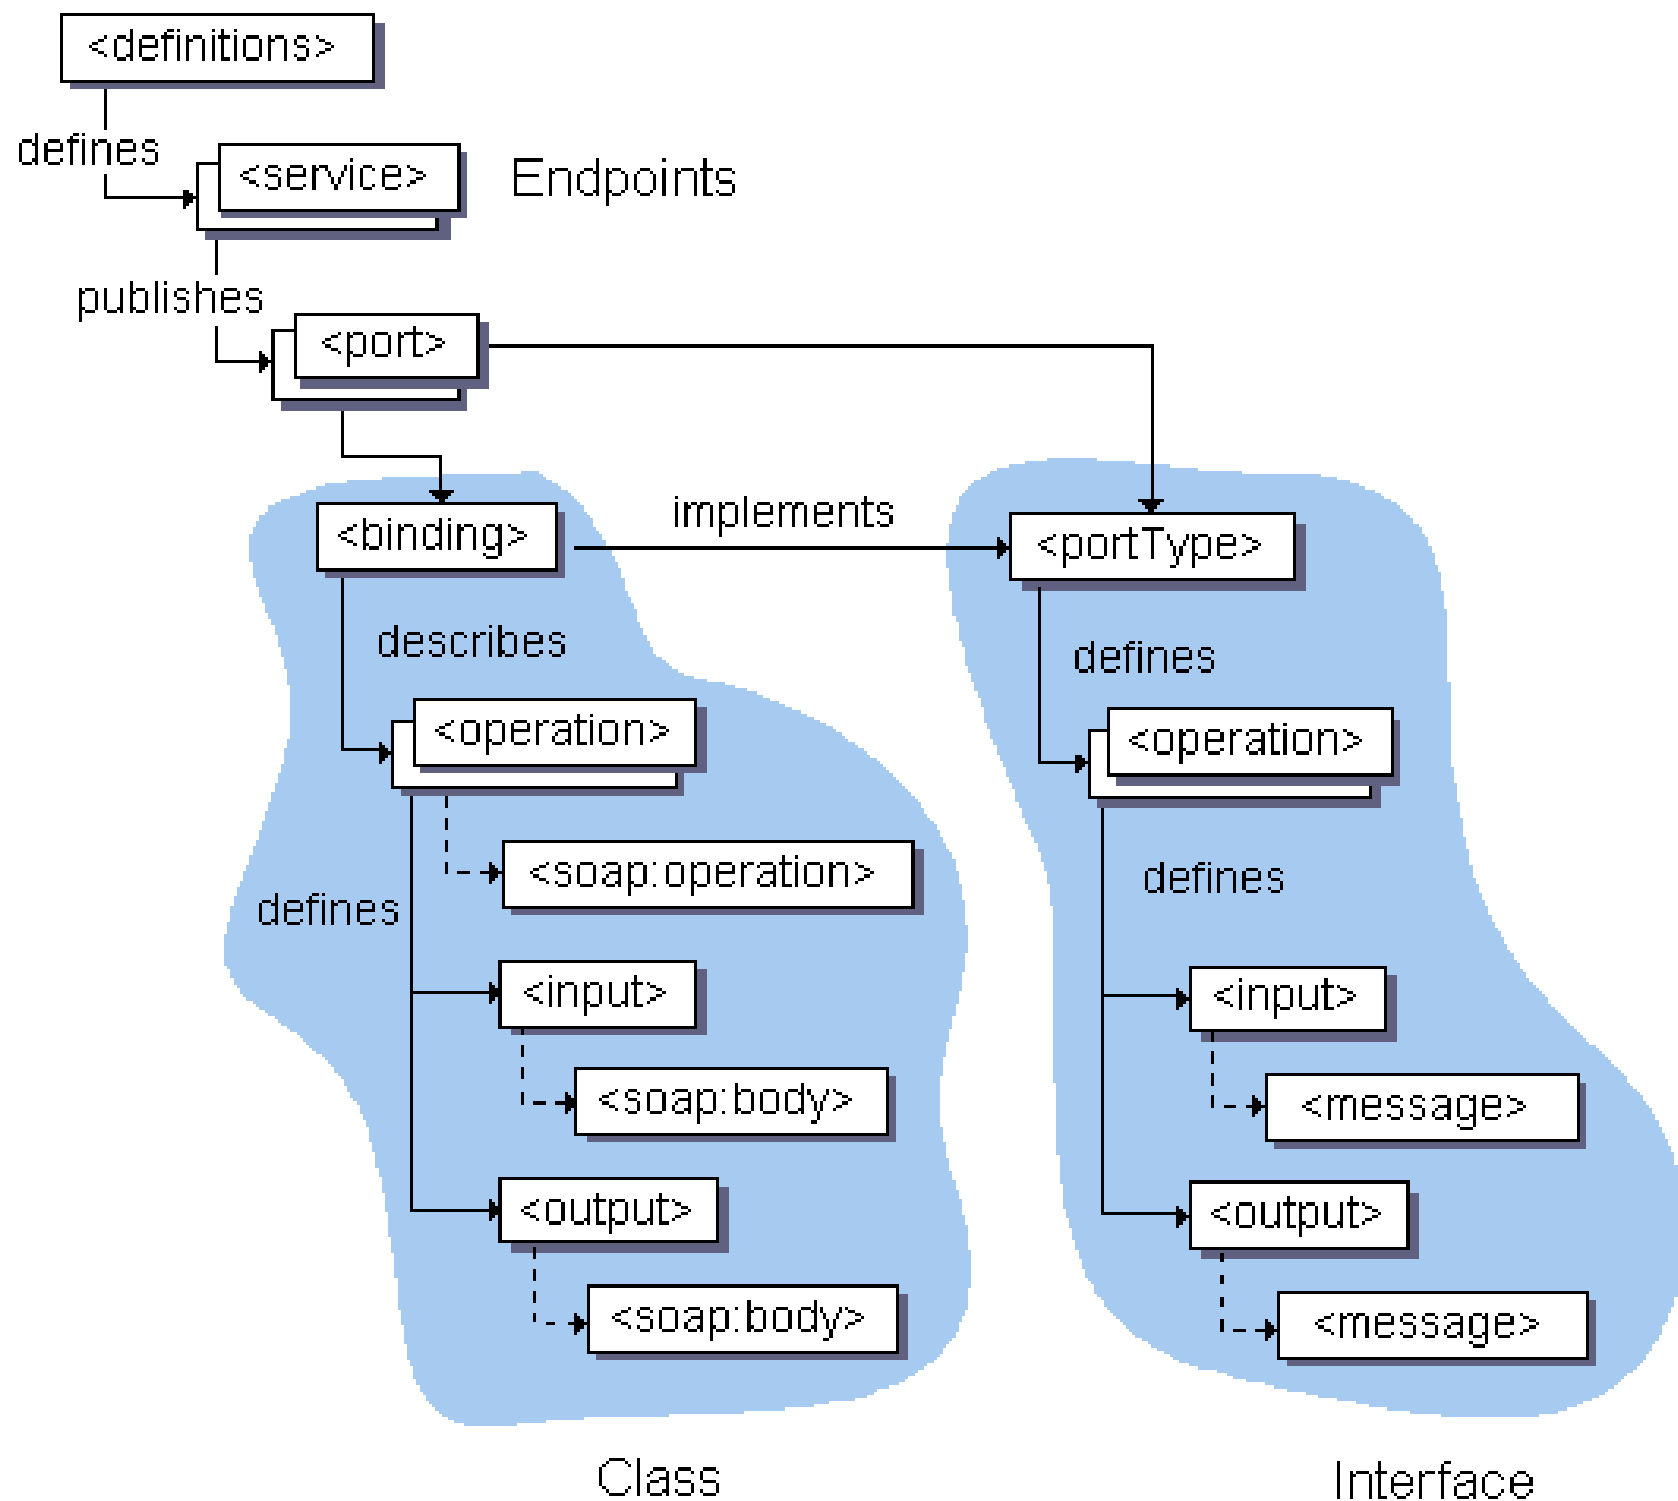 <definitions>
defines
<service>
Endpoints
publishes
<port>
<binding>
implements
<portType>
describes
defines
<operation>
<operation>
<soap:operation>
defines
defines
<input>
<input>
<soap:body>
<message>
<output>
<output>
<soap:body>
<message>
Class
Interface